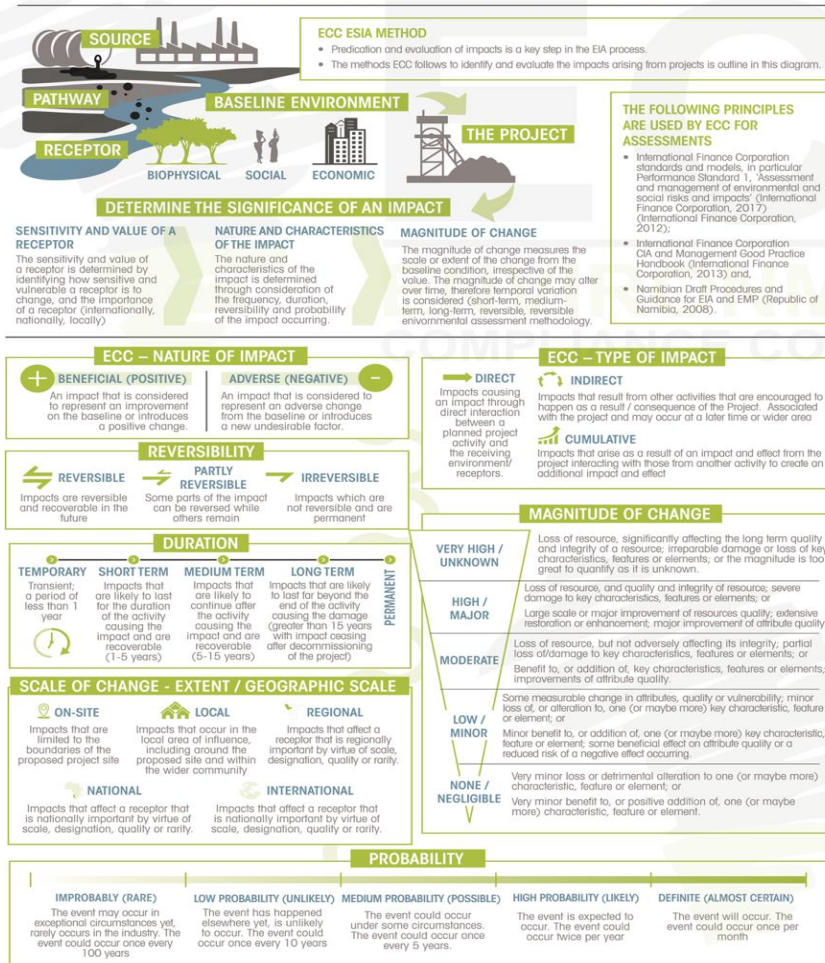 SOURCE
PATHWAY
RECEPTOR
BASELINE ENVIRONMENT
BIOPHYSICAL
SOCIAL
ECONOMIC
THE PROJECT
ECC ESIA METHOD
• Predication and evaluation of impacts is a key step in the EIA process.
• The methods ECC follows to identify and evaluate the impacts arising from projects is outline in this diagram.
THE FOLLOWING PRINCIPLES
ARE USED BY ECC FOR
ASSESSMENTS
• International Finance Corporation
standards and models, in particular
Performance Standard 1, 'Assessment
and management of environmental and
social risks and impacts' (International
Finance Corporation, 2017)
(International Finance Corporation,
2012);
• International Finance Corporation
CIA and Management Good Practice
Handbook (International Finance
Corporation, 2013) and,
• Namibian Draft Procedures and
Guidance for EIA and EMP (Republic of
Namibia, 2008).
DETERMINE THE SIGNIFICANCE OF AN IMPACT
SENSITIVITY AND VALUE OF A
RECEPTOR
The sensitivity and value of
a receptor is determined by
identifying how sensitive and
vulnerable a receptor is to
change, and the importance
of a receptor (internationally,
nationally, locally)
NATURE AND CHARACTERISTICS
OF THE IMPACT
The nature and
characteristics of the
impact is determined
through consideration of
the frequency, duration,
reversibility and probability
of the impact occurring.
MAGNITUDE OF CHANGE
The magnitude of change measures the
scale or extent of the change from the
baseline condition, irrespective of the
value. The magnitude of change may alter
over time, therefore temporal variation
is considered (short-term, medium-
term, long-term, reversible, reversible
environmental assessment methodology.
ECC – NATURE OF IMPACT
BENEFICIAL (POSITIVE)
An impact that is considered
to represent an improvement
on the baseline or introduces
a positive change.
ADVERSE (NEGATIVE)
An impact that is considered to
represent an adverse change
from the baseline or introduces
a new undesirable factor.
REVERSIBILITY
REVERSIBLE
Impacts are reversible
and recoverable in the
future
PARTLY
REVERSIBLE
Some parts of the impact
can be reversed while
others remain
IRREVERSIBLE
Impacts which are
not reversible and are
permanent
DURATION
TEMPORARY
Transient;
a period of
less than 1
year
SHORT TERM
Impacts that
are likely to last
for the duration
of the activity
causing the
impact and are
recoverable
(1-5 years)
MEDIUM TERM
Impacts that
are likely to
continue after
the activity
causing the
impact and are
recoverable
(5-15 years)
LONG TERM
Impacts that are likely
to last far beyond the
end of the activity
causing the damage
(greater than 15 years
with impact ceasing
after decommissioning
of the project)
PERMANENT
SCALE OF CHANGE - EXTENT / GEOGRAPHIC SCALE
ON-SITE
Impacts that are
limited to the
boundaries of the
proposed project site
LOCAL
Impacts that occur in the
local area of influence,
including around the
proposed site and within
the wider community
REGIONAL
Impacts that affect a
receptor that is regionally
important by virtue of scale,
designation, quality or rarity.
NATIONAL
Impacts that affect a receptor that
is nationally important by virtue of
scale, designation, quality or rarity.
INTERNATIONAL
Impacts that affect a receptor that
is nationally important by virtue of
scale, designation, quality or rarity.
ECC – TYPE OF IMPACT
DIRECT
Impacts causing
an impact through
direct interaction
between a
planned project
activity and
the receiving
environment/
receptors.
INDIRECT
Impacts that result from other activities that are encouraged to
happen as a result / consequence of the Project. Associated
with the project and may occur at a later time or wider area
CUMULATIVE
Impacts that arise as a result of an impact and effect from the
project interacting with those from another activity to create an
additional impact and effect
MAGNITUDE OF CHANGE
VERY HIGH /
UNKNOWN
Loss of resource, significantly affecting the long term quality
and integrity of a resource; irreparable damage or loss of key
characteristics, features or elements; or the magnitude is too
great to quantify as it is unknown.
HIGH /
MAJOR
Loss of resource, and quality and integrity of resource; severe
damage to key characteristics, features or elements; or
Large scale or major improvement of resources quality; extensive
restoration or enhancement; major improvement of attribute quality
MODERATE
Loss of resource, but not adversely affecting its integrity; partial
loss of/damage to key characteristics, features or elements; or
Benefit to, or addition of, key characteristics, features or elements;
improvements of attribute quality.
LOW /
MINOR
Some measurable change in attributes, quality or vulnerability; minor
loss of, or alteration to, one (or maybe more) key characteristic, feature
or element; or
Minor benefit to, or addition of, one (or maybe more) key characteristic,
feature or element; some beneficial effect on attribute quality or a
reduced risk of a negative effect occurring.
NONE /
NEGLIGIBLE
Very minor loss or detrimental alteration to one (or maybe more)
characteristic, feature or element; or
Very minor benefit to, or positive addition of, one (or maybe
more) characteristic, feature or element.
PROBABILITY
IMPROBABLY (RARE)
The event may occur in
exceptional circumstances yet,
rarely occurs in the industry. The
event could occur once every
100 years
LOW PROBABILITY (UNLIKELY)
The event has happened
elsewhere yet, is unlikely
to occur. The event could
occur once every 10 years
MEDIUM PROBABILITY (POSSIBLE)
The event could occur
under some circumstances.
The event could occur once
every 5 years.
HIGH PROBABILITY (LIKELY)
The event is expected to
occur. The event could
occur twice per year
DEFINITE (ALMOST CERTAIN)
The event will occur. The
event could occur once per
month